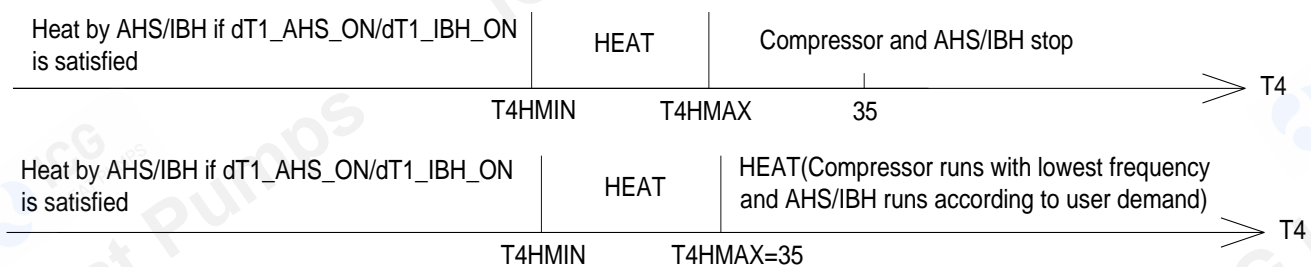 Heat by AHS/IBH if dT1_AHS_ON/dT1_IBH_ON
is satisfied
HEAT
Compressor and AHS/IBH stop
T4
T4HMIN
T4HMAX
35
Heat by AHS/IBH if dT1_AHS_ON/dT1_IBH_ON
is satisfied
HEAT
HEAT(Compressor runs with lowest frequency
and AHS/IBH runs according to user demand)
T4
T4HMIN
T4HMAX=35